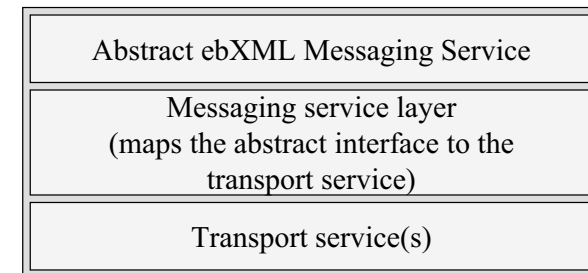 Abstract ebXML Messaging Service
Messaging service layer
(maps the abstract interface to the
transport service)
Transport service(s)